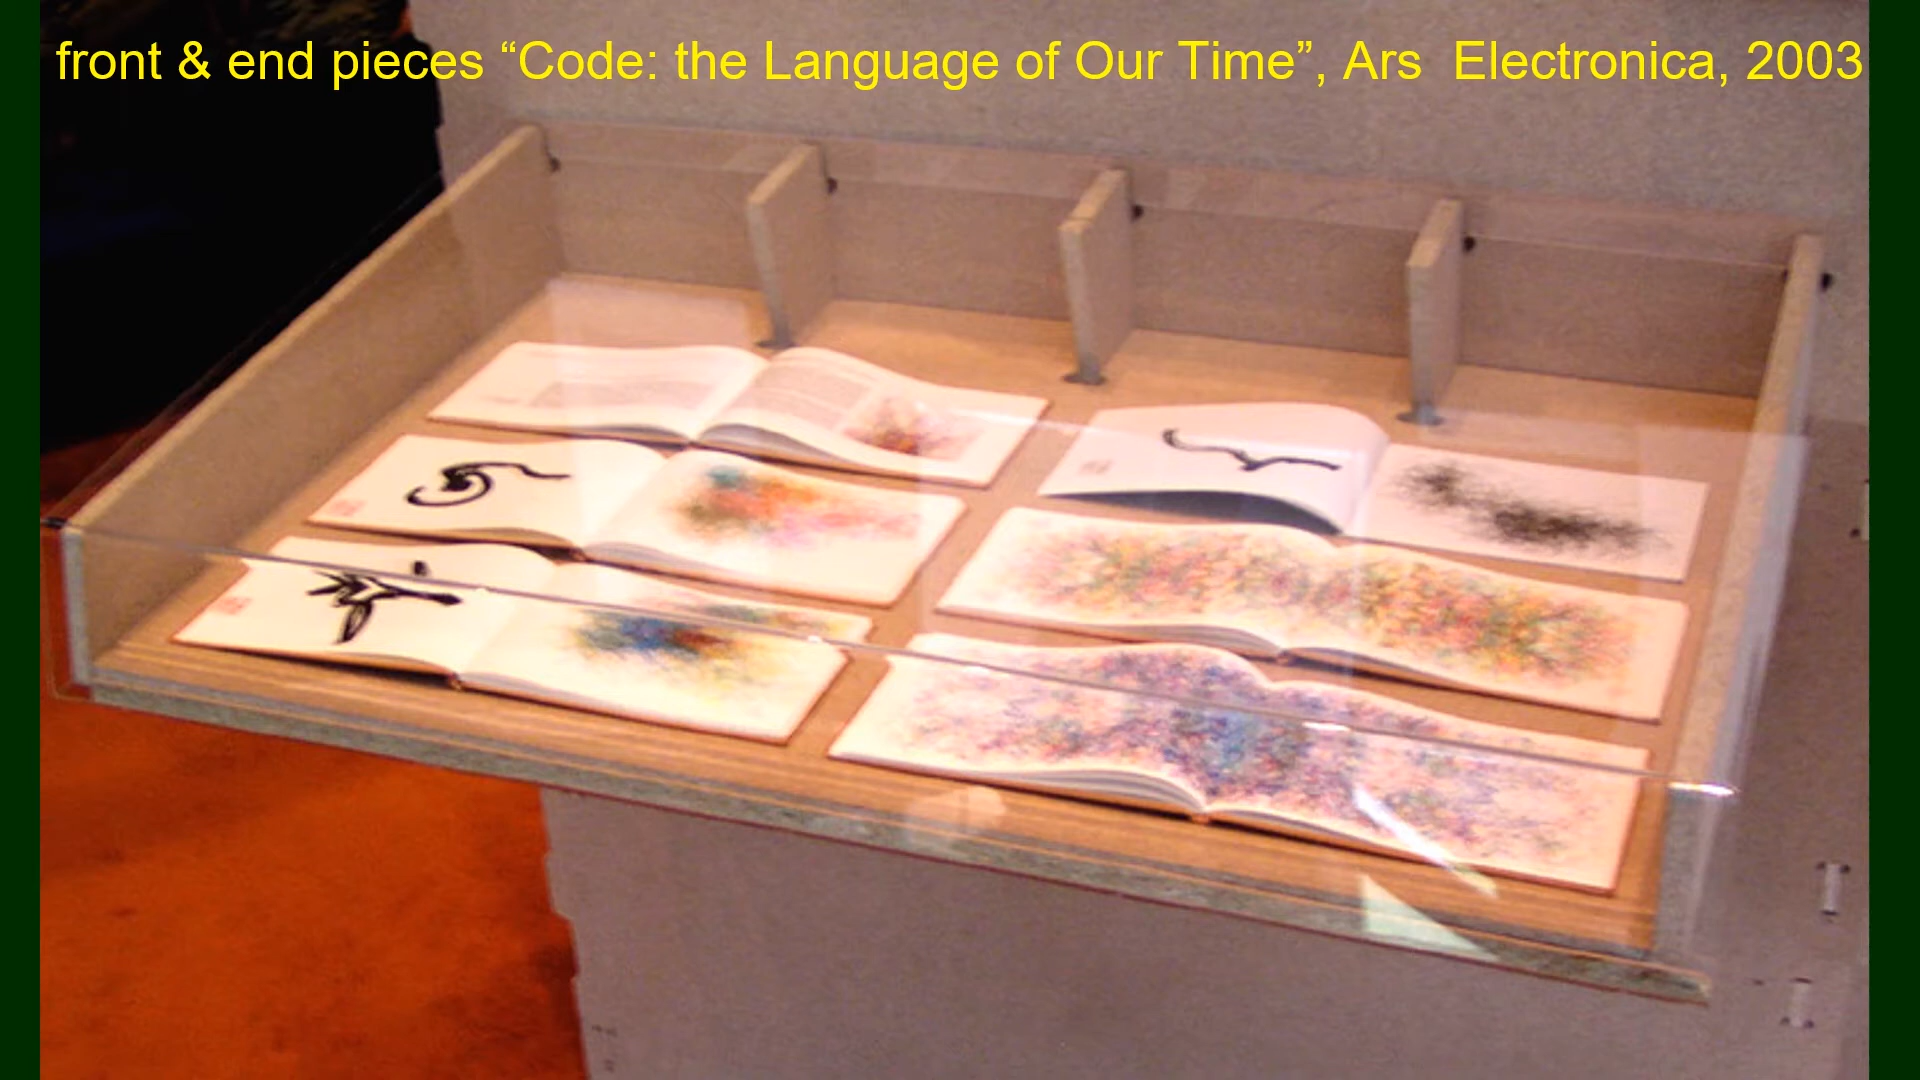 front & end pieces “Code: the Language of Our Time”, Ars  Electronica, 2003